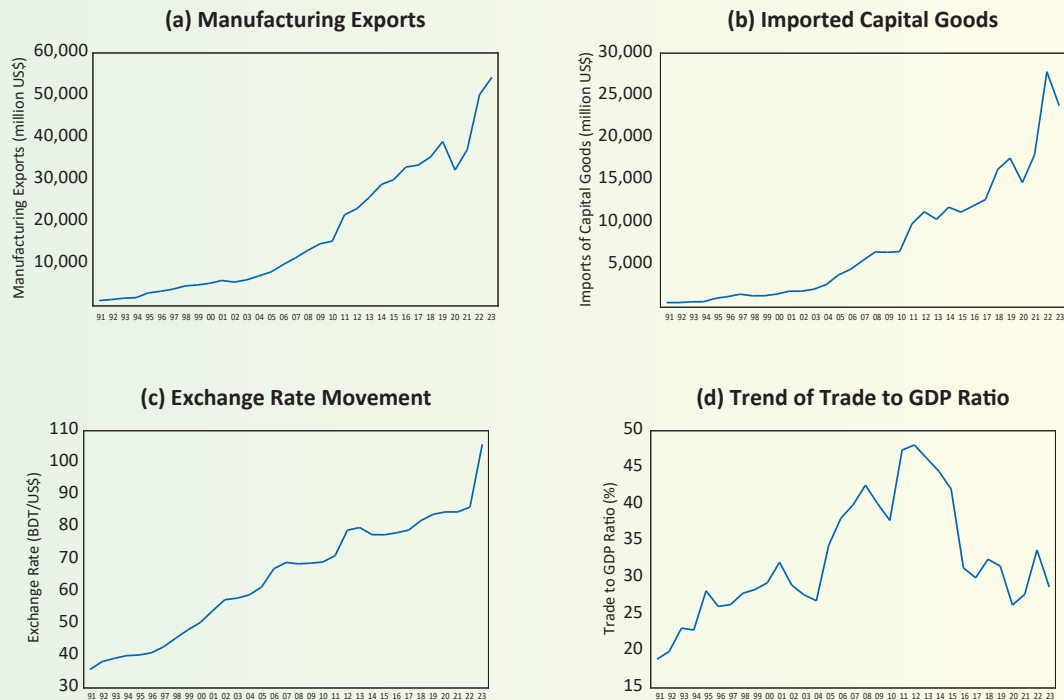 (a) Manufacturing Exports
Manufacturing Exports (million US$)
60,000
50,000
40,000
30,000
20,000
10,000
91 92 93 94 95 96 97 98 99 00 01 02 03 04 05 06 07 08 09 10 11 12 13 14 15 16 17 18 19 20 21 22 23
(b) Imported Capital Goods
Imports of Capital Goods (million US$)
30,000
25,000
20,000
15,000
10,000
5,000
91 92 93 94 95 96 97 98 99 00 01 02 03 04 05 06 07 08 09 10 11 12 13 14 15 16 17 18 19 20 21 22 23
(c) Exchange Rate Movement
Exchange Rate (BDT/US$)
110
100
90
80
70
60
50
40
30
91 92 93 94 95 96 97 98 99 00 01 02 03 04 05 06 07 08 09 10 11 12 13 14 15 16 17 18 19 20 21 22 23
(d) Trend of Trade to GDP Ratio
Trade to GDP Ratio (%)
50
45
40
35
30
25
20
15
91 92 93 94 95 96 97 98 99 00 01 02 03 04 05 06 07 08 09 10 11 12 13 14 15 16 17 18 19 20 21 22 23